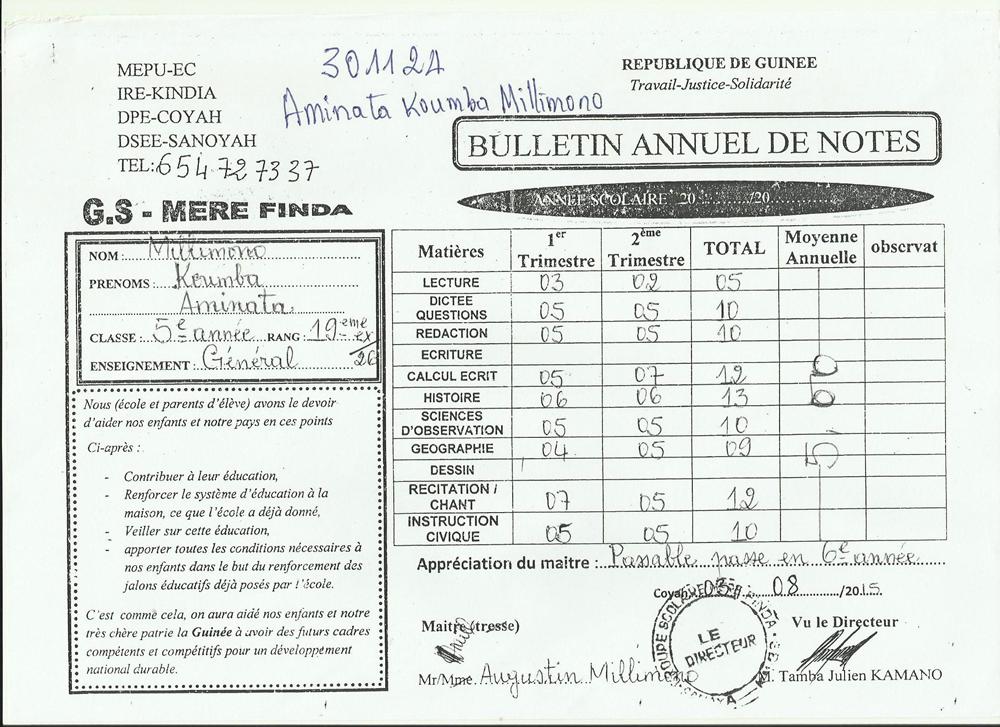 301124
Aminata Koumba Millimono
MEPU-EC
IRE-KINDIA
DPE-COYAH
DSEE-SANOYAH
TEL:654 72 73 37
REPUBLIQUE DE GUINEE
Travail-Justice-Solidarité
BULLETIN ANNUEL DE NOTES
ANNEE SCOLAIRE 20........./20.........
G.S - MERE FINDA
NOM : Millimono
PRENOMS : Koumba
Aminata
CLASSE : 5e année RANG : 19ème ex
ENSEIGNEMENT : Général /26
Nous (école et parents d'élève) avons le devoir
d'aider nos enfants et notre pays en ces points
Ci-après :
- Contribuer à leur éducation,
- Renforcer le système d'éducation à la
maison, ce que l'école a déjà donné,
- Veiller sur cette éducation,
- apporter toutes les conditions nécessaires à
nos enfants dans le but du renforcement des
jalons éducatifs déjà posés par l'école.
C'est comme cela, on aura aidé nos enfants et notre
très chère patrie la Guinée à avoir des futurs cadres
compétents et compétitifs pour un développement
national durable.
Matières 1er Trimestre 2ème Trimestre TOTAL Moyenne Annuelle observat
LECTURE 03 02 05
DICTEE QUESTIONS 05 05 10
REDACTION 05 05 10
ECRITURE
CALCUL ECRIT 05 07 12
HISTOIRE 06 06 13
SCIENCES D'OBSERVATION 05 05 10
GEOGRAPHIE 04 05 09
DESSIN
RECITATION / CHANT 07 05 12
INSTRUCTION CIVIQUE 05 05 10
5,60
Appréciation du maitre : Passable passe en 6e année
08 /2015
Maitre (tresse)
Vu le Directeur
LE DIRECTEUR
Mr/Mme Augustin Millimono
M. Tamba Julien KAMANO